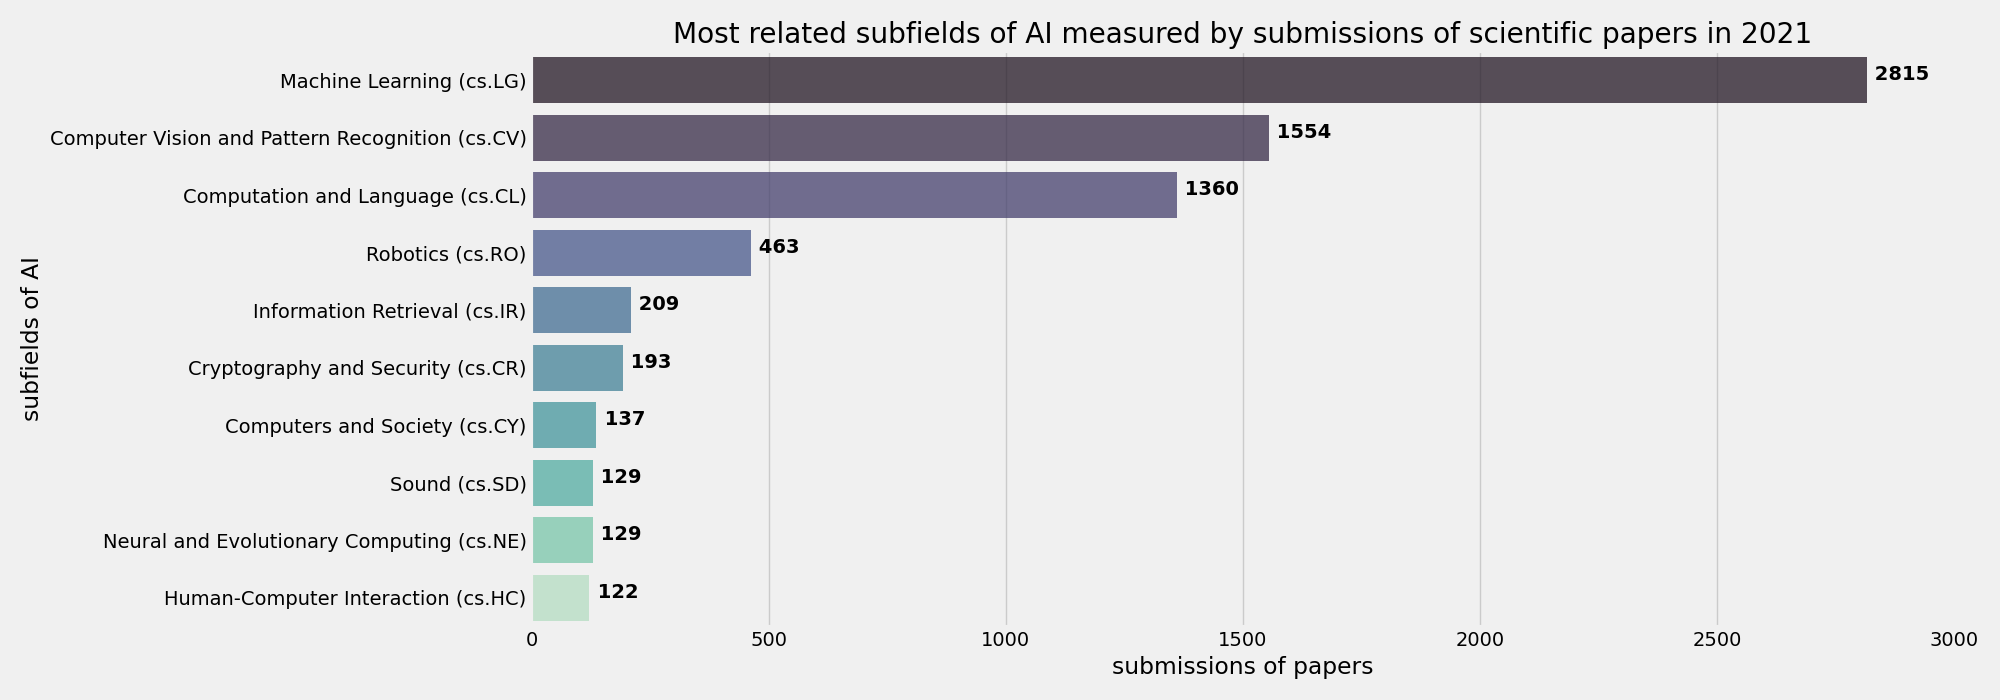 Most related subfields of AI measured by submissions of scientific papers in 2021
subfields of AI
Machine Learning (cs.LG) 2815
Computer Vision and Pattern Recognition (cs.CV) 1554
Computation and Language (cs.CL) 1360
Robotics (cs.RO) 463
Information Retrieval (cs.IR) 209
Cryptography and Security (cs.CR) 193
Computers and Society (cs.CY) 137
Sound (cs.SD) 129
Neural and Evolutionary Computing (cs.NE) 129
Human-Computer Interaction (cs.HC) 122
0 500 1000 1500 2000 2500 3000
submissions of papers